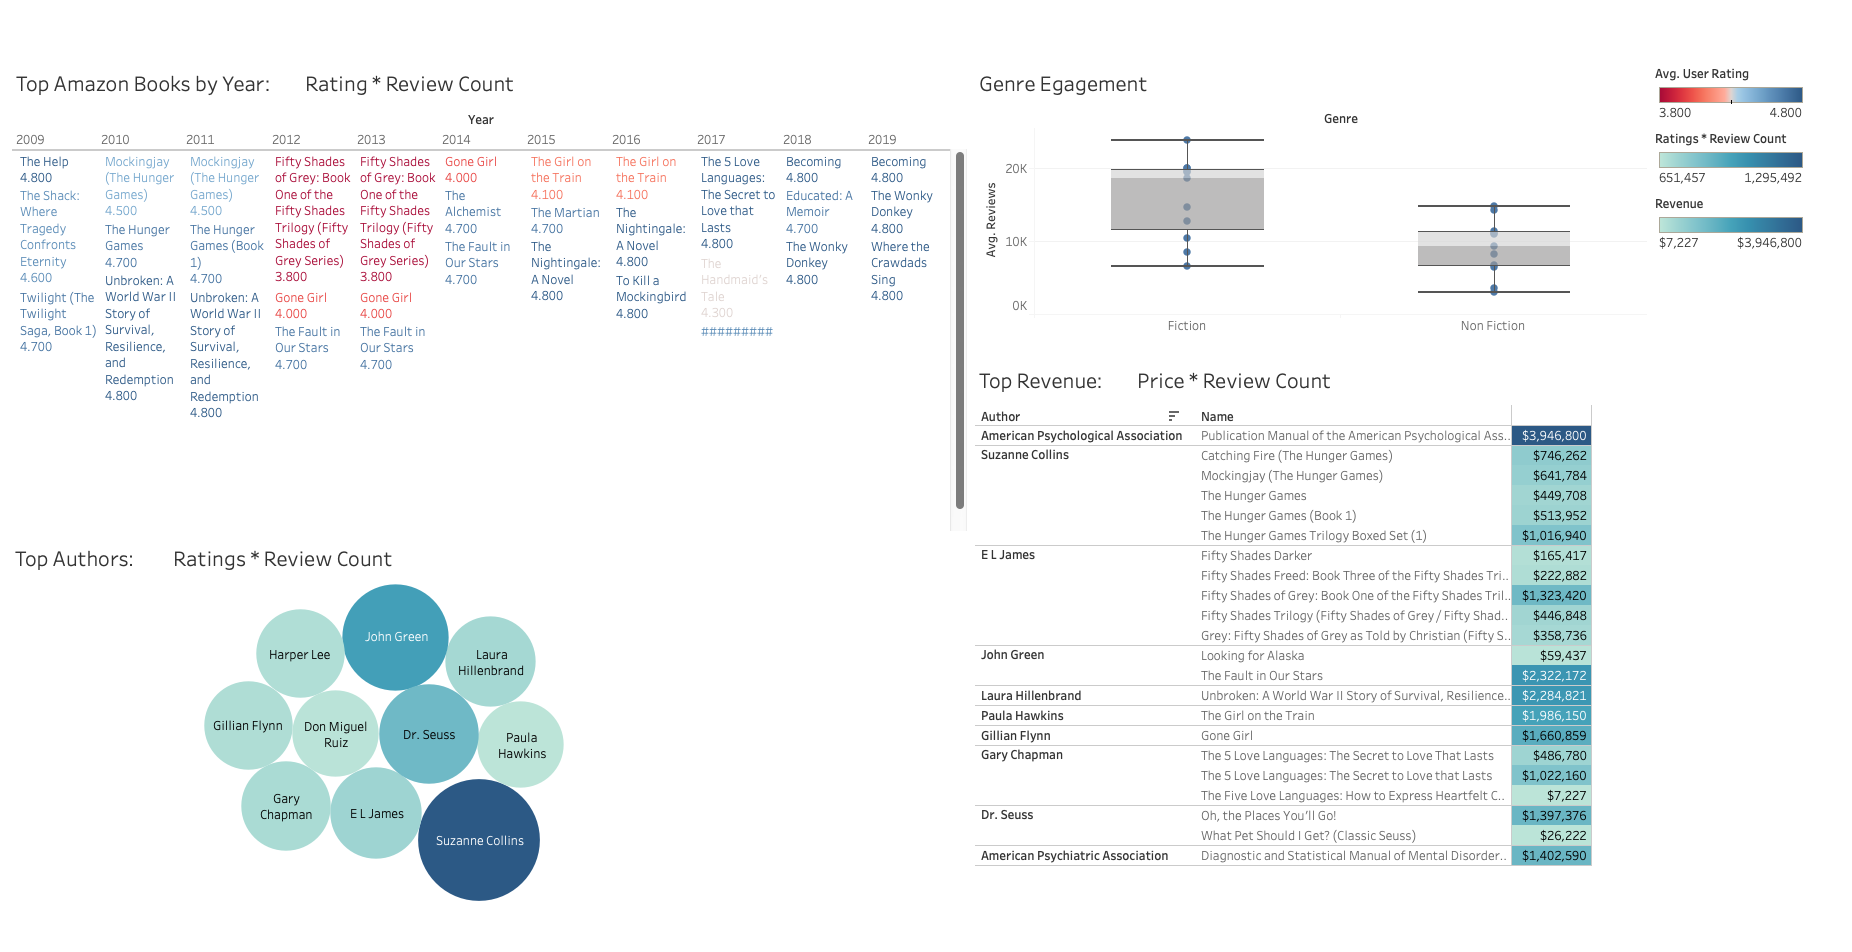 Top Amazon Books by Year: Rating * Review Count
Year
2009 2010 2011 2012 2013 2014 2015 2016 2017 2018 2019
The Help
4.800
The Shack:
Where
Tragedy
Confronts
Eternity
4.600
Twilight (The
Twilight
Saga, Book 1)
4.700
Mockingjay
(The Hunger
Games)
4.500
The Hunger
Games
4.700
Unbroken: A
World War II
Story of
Survival,
Resilience,
and
Redemption
4.800
Mockingjay
(The Hunger
Games)
4.500
The Hunger
Games (Book
1)
4.700
Unbroken: A
World War II
Story of
Survival,
Resilience,
and
Redemption
4.800
Fifty Shades
of Grey: Book
One of the
Fifty Shades
Trilogy (Fifty
Shades of
Grey Series)
3.800
Gone Girl
4.000
The Fault in
Our Stars
4.700
Fifty Shades
of Grey: Book
One of the
Fifty Shades
Trilogy (Fifty
Shades of
Grey Series)
3.800
Gone Girl
4.000
The Fault in
Our Stars
4.700
Gone Girl
4.000
The
Alchemist
4.700
The Fault in
Our Stars
4.700
The Girl on
the Train
4.100
The Martian
4.700
The
Nightingale:
A Novel
4.800
The Girl on
the Train
4.100
The
Nightingale:
A Novel
4.800
To Kill a
Mockingbird
4.800
The 5 Love
Languages:
The Secret to
Love that
Lasts
4.800
The
Handmaid's
Tale
4.300
#########
Becoming
4.800
Educated: A
Memoir
4.700
The Wonky
Donkey
4.800
Becoming
4.800
The Wonky
Donkey
4.800
Where the
Crawdads
Sing
4.800
Top Authors: Ratings * Review Count
John Green
Harper Lee
Laura
Hillenbrand
Gillian Flynn
Don Miguel
Ruiz
Dr. Seuss
Paula
Hawkins
Gary
Chapman
E L James
Suzanne Collins
Genre Egagement
Genre
Avg. Reviews
20K
10K
0K
Fiction
Non Fiction
Avg. User Rating
3.800 4.800
Ratings * Review Count
651,457 1,295,492
Revenue
$7,227 $3,946,800
Top Revenue: Price * Review Count
Author Name
American Psychological Association Publication Manual of the American Psychological Ass.. $3,946,800
Suzanne Collins Catching Fire (The Hunger Games) $746,262
Mockingjay (The Hunger Games) $641,784
The Hunger Games $449,708
The Hunger Games (Book 1) $513,952
The Hunger Games Trilogy Boxed Set (1) $1,016,940
E L James Fifty Shades Darker $165,417
Fifty Shades Freed: Book Three of the Fifty Shades Tri.. $222,882
Fifty Shades of Grey: Book One of the Fifty Shades Tril.. $1,323,420
Fifty Shades Trilogy (Fifty Shades of Grey / Fifty Shad.. $446,848
Grey: Fifty Shades of Grey as Told by Christian (Fifty S.. $358,736
John Green Looking for Alaska $59,437
The Fault in Our Stars $2,322,172
Laura Hillenbrand Unbroken: A World War II Story of Survival, Resilience.. $2,284,821
Paula Hawkins The Girl on the Train $1,986,150
Gillian Flynn Gone Girl $1,660,859
Gary Chapman The 5 Love Languages: The Secret to Love That Lasts $486,780
The 5 Love Languages: The Secret to Love that Lasts $1,022,160
The Five Love Languages: How to Express Heartfelt C.. $7,227
Dr. Seuss Oh, the Places You'll Go! $1,397,376
What Pet Should I Get? (Classic Seuss) $26,222
American Psychiatric Association Diagnostic and Statistical Manual of Mental Disorder.. $1,402,590